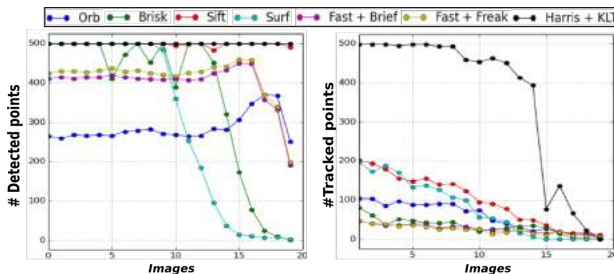 Orb Brisk Sift Surf Fast + Brief Fast + Freak Harris + KLT
# Detected points
500
400
300
200
100
0
0 5 10 15 20
Images
#Tracked points
500
400
300
200
100
0
0 5 10 15 20
Images